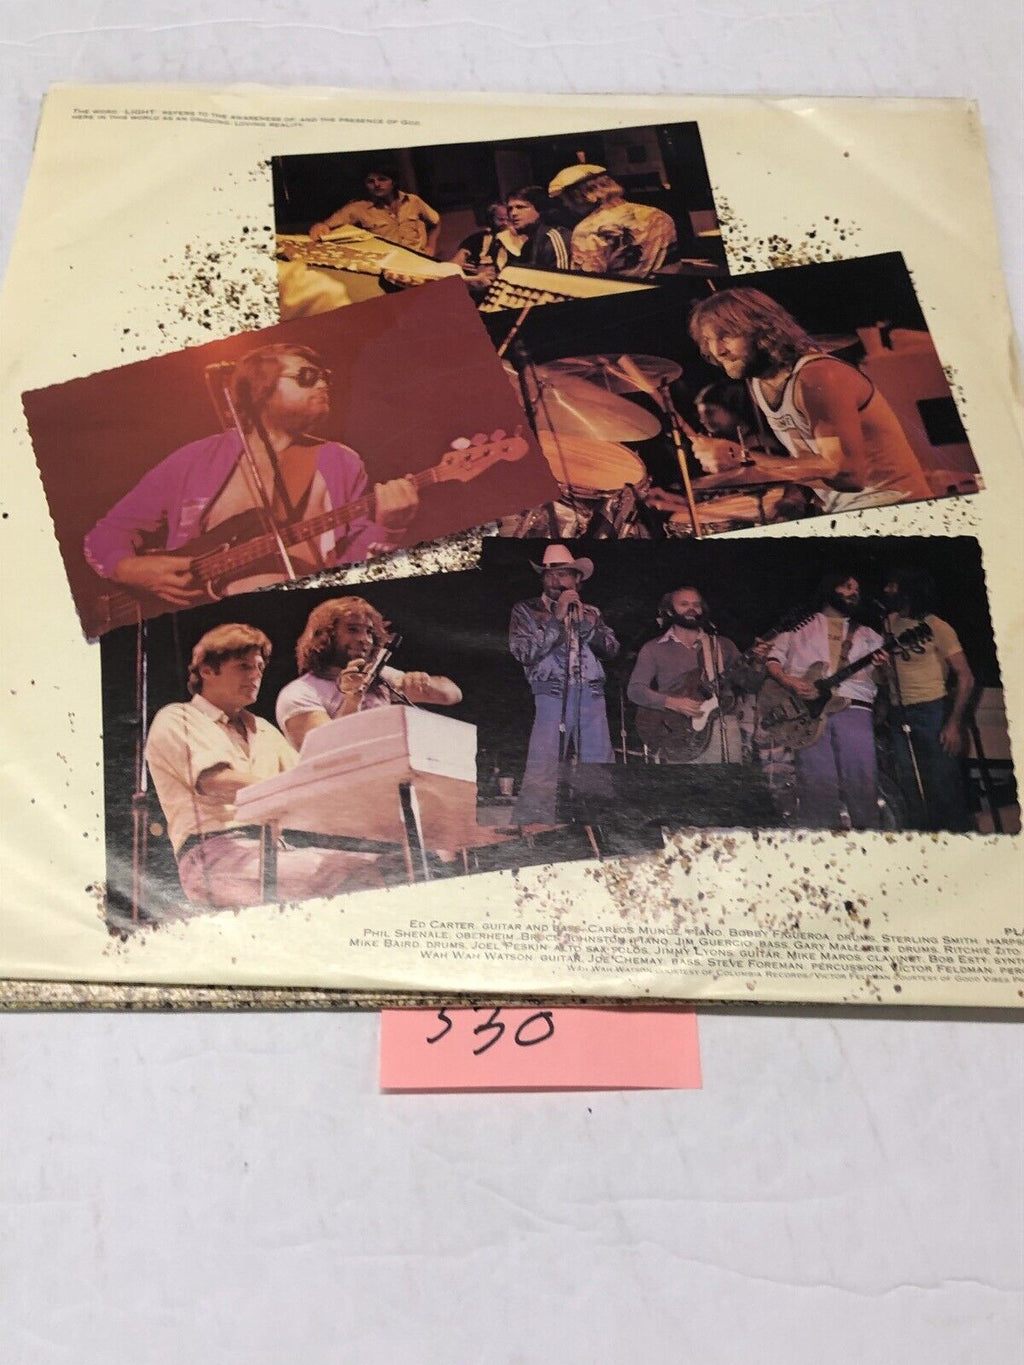 The word "LIGHT" refers to the awareness of, and the presence of God,
here in this world as an ongoing, loving reality.
Ed Carter, guitar and bass, Carlos Munoz, piano, Bobby Figueroa, drums, Sterling Smith, harps
Phil Shenale, oberheim, Bruce Johnston, piano, Jim Guercio, bass, Gary Mallaber, drums, Ritchie Zito
Mike Baird, drums, Joel Peskin, alto sax solos, Jimmy Lyons, guitar, Mike Maros, clavinet, Bob Esty, synt
Wah Wah Watson, guitar, Joe Chemay, bass, Steve Foreman, percussion, Victor Feldman, per
Wah Wah Watson courtesy of Columbia Records/Victor Feldman, courtesy of Good Vibes
530